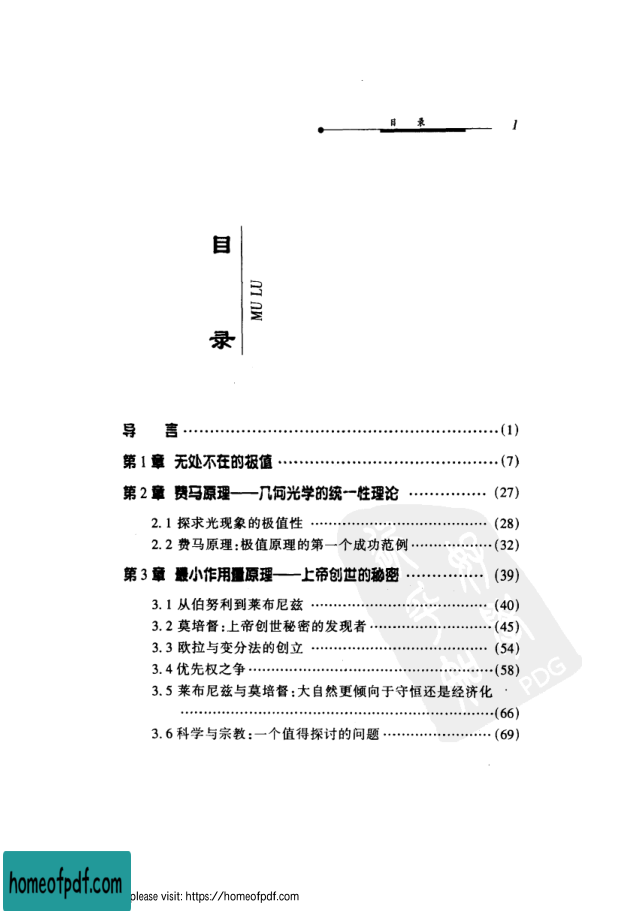 目 录 1
目
录
MU LU
导 言 ……………………………………………………(1)
第1章 无处不在的极值 ……………………………………(7)
第2章 费马原理——几何光学的统一性理论 …………… (27)
2.1 探求光现象的极值性 …………………………… (28)
2.2 费马原理:极值原理的第一个成功范例……………(32)
第3章 最小作用量原理——上帝创世的秘密 …………… (39)
3.1 从伯努利到莱布尼兹 …………………………… (40)
3.2 莫培督:上帝创世秘密的发现者………………… (45)
3.3 欧拉与变分法的创立 …………………………… (54)
3.4 优先权之争………………………………………(58)
3.5 莱布尼兹与莫培督:大自然更倾向于守恒还是经济化
……………………………………………………(66)
3.6 科学与宗教:一个值得探讨的问题 ………………… (69)
PDG
homeofpdf.com
please visit: https://homeofpdf.com